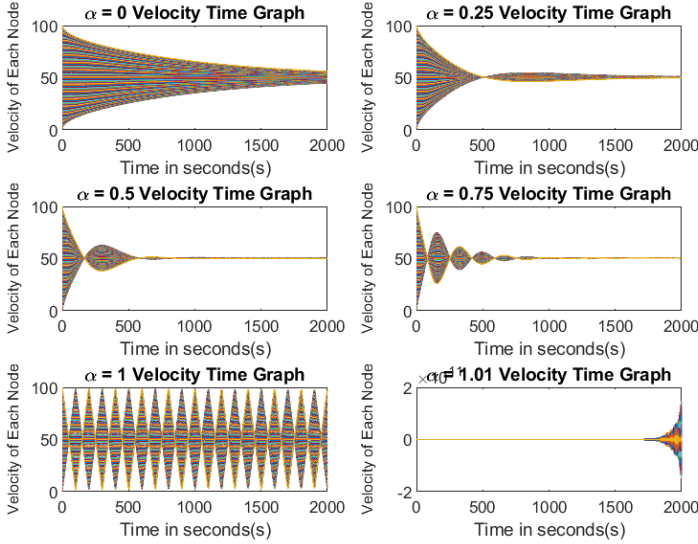 α = 0 Velocity Time Graph
Velocity of Each Node
100
50
0
0 500 1000 1500 2000
Time in seconds(s)
α = 0.25 Velocity Time Graph
Velocity of Each Node
100
50
0
0 500 1000 1500 2000
Time in seconds(s)
α = 0.5 Velocity Time Graph
Velocity of Each Node
100
50
0
0 500 1000 1500 2000
Time in seconds(s)
α = 0.75 Velocity Time Graph
Velocity of Each Node
100
50
0
0 500 1000 1500 2000
Time in seconds(s)
α = 1 Velocity Time Graph
Velocity of Each Node
100
50
0
0 500 1000 1500 2000
Time in seconds(s)
1.01 Velocity Time Graph
Velocity of Each Node
2
0
-2
0 500 1000 1500 2000
Time in seconds(s)